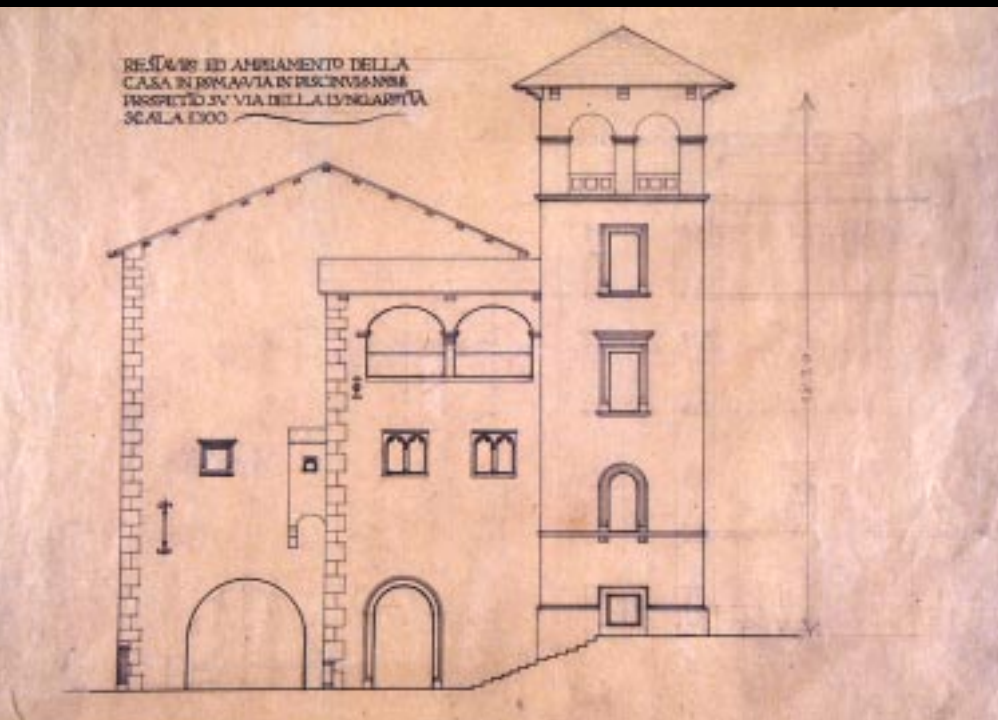 RESTAVRO ED AMPLIAMENTO DELLA
CASA IN ROMA VIA IN PISCINVLA
PROSPETTO SV VIA DELLA LVNGARETTA
SCALA 1:100